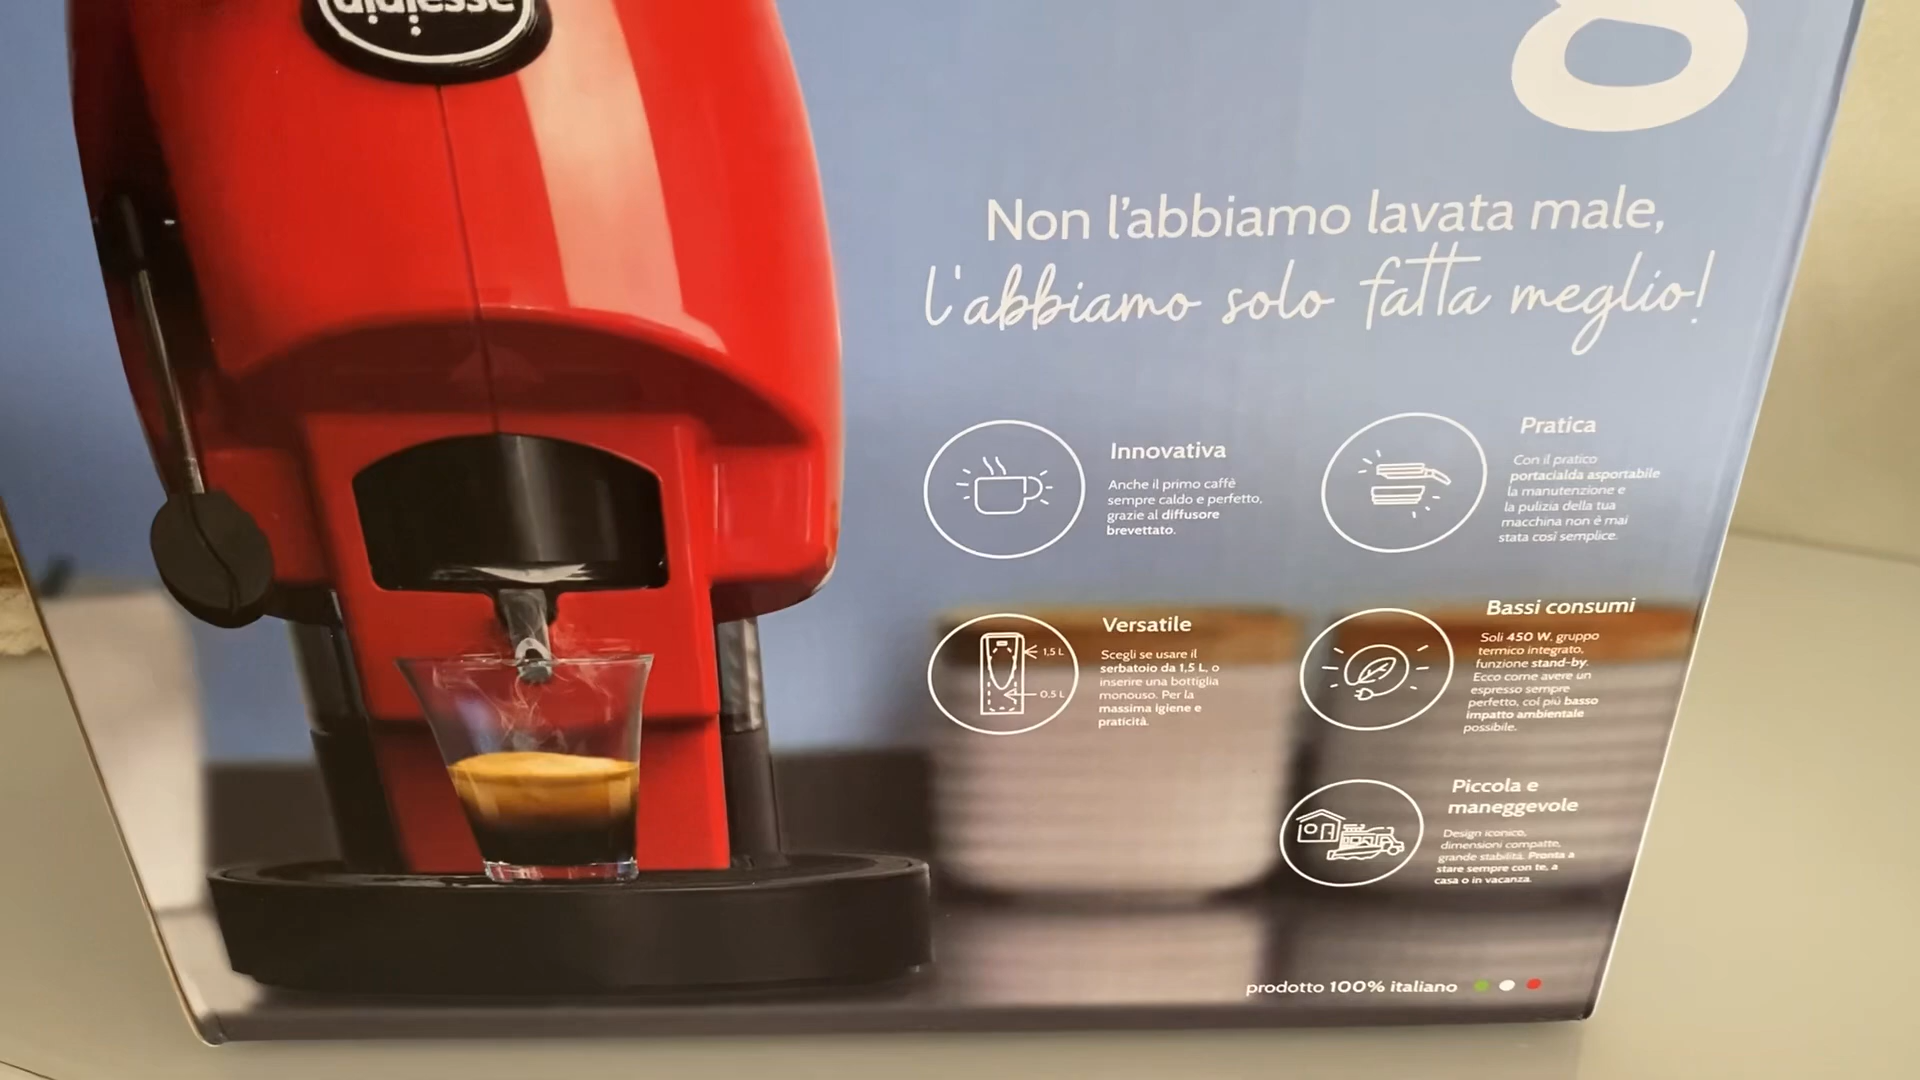 didiesse
Non l'abbiamo lavata male,
l'abbiamo solo fatta meglio!
Innovativa
Anche il primo caffè
sempre caldo e perfetto,
grazie al diffusore
brevettato.
Pratica
Con il pratico
portacialda asportabile
la manutenzione e
la pulizia della tua
macchina non è mai
stata così semplice.
Versatile
1,5 L
0.5 L
Scegli se usare il
serbatoio da 1,5 L, o
inserire una bottiglia
monouso. Per la
massima igiene e
praticità.
Bassi consumi
Soli 450 W, gruppo
termico integrato,
funzione stand-by.
Ecco come avere un
espresso sempre
perfetto, col più basso
impatto ambientale
possibile.
Piccola e
maneggevole
Design iconico,
dimensioni compatte,
grande stabilità. Pronta a
stare sempre con te, a
casa o in vacanza.
prodotto 100% italiano